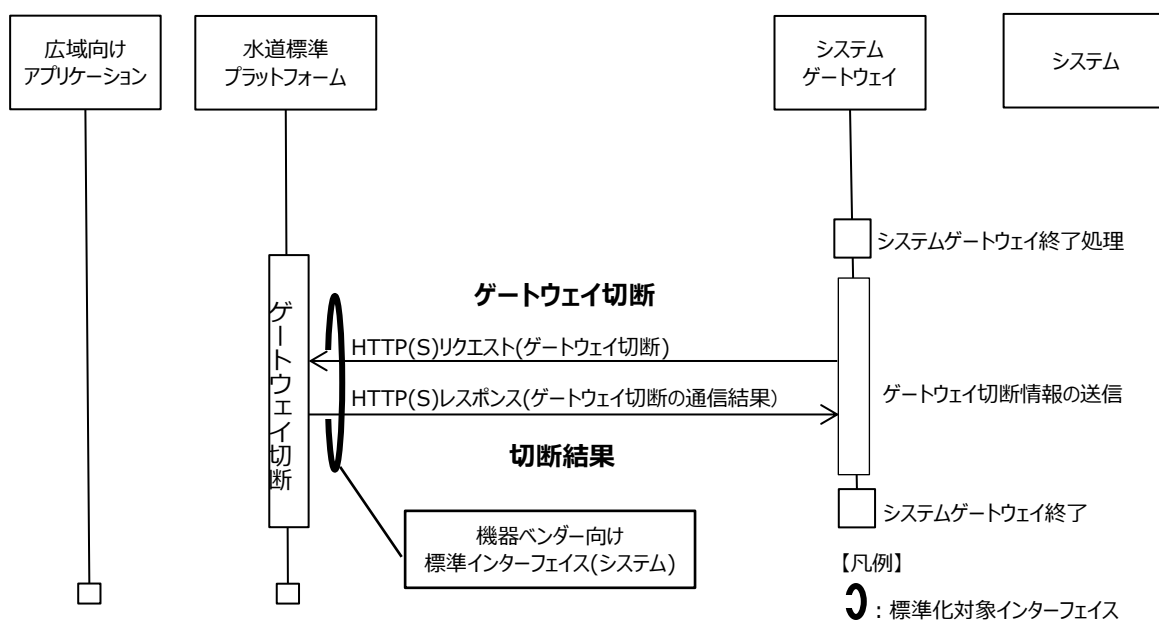 広域向け
アプリケーション
水道標準
プラットフォーム
システム
ゲートウェイ
システム
システムゲートウェイ終了処理
ゲートウェイ切断
ゲートウェイ切断
HTTP(S)リクエスト(ゲートウェイ切断)
HTTP(S)レスポンス(ゲートウェイ切断の通信結果)
ゲートウェイ切断情報の送信
切断結果
システムゲートウェイ終了
機器ベンダー向け
標準インターフェイス(システム)
【凡例】
：標準化対象インターフェイス